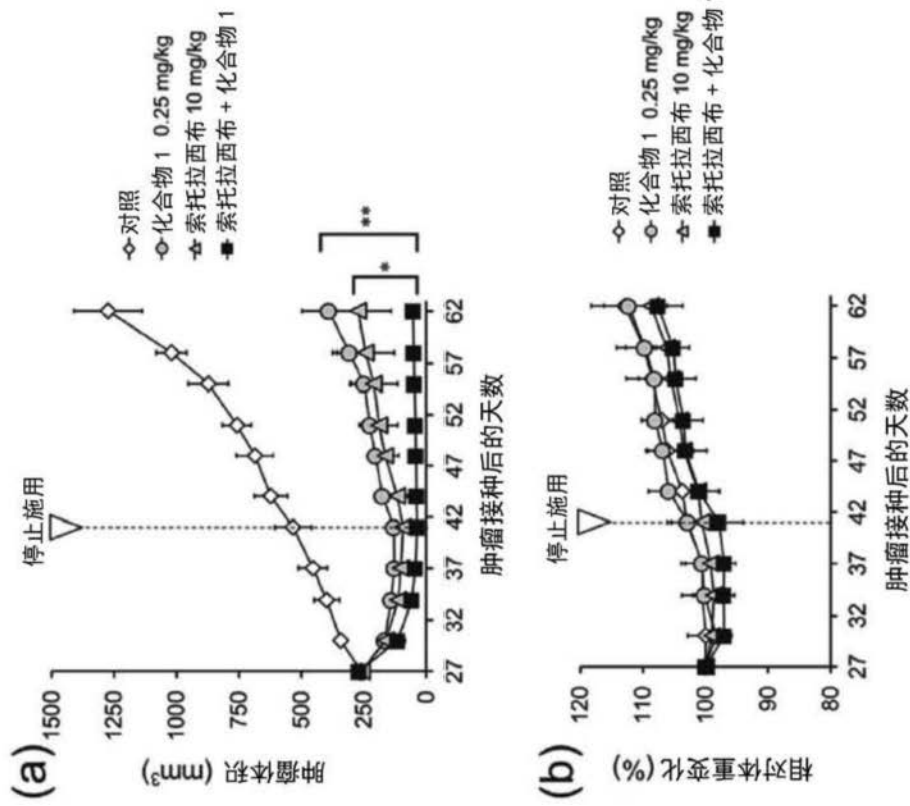 (a)
停止施用
肿瘤体积 (mm³)
1500
1250
1000
750
500
250
0
27
32
37
42
47
52
57
62
肿瘤接种后的天数
对照
化合物 1 0.25 mg/kg
索托拉西布 10 mg/kg
索托拉西布 + 化合物 1
*
**
(b)
停止施用
相对体重变化 (%)
120
110
100
90
80
27
32
37
42
47
52
57
62
肿瘤接种后的天数
对照
化合物 1 0.25 mg/kg
索托拉西布 10 mg/kg
索托拉西布 + 化合物